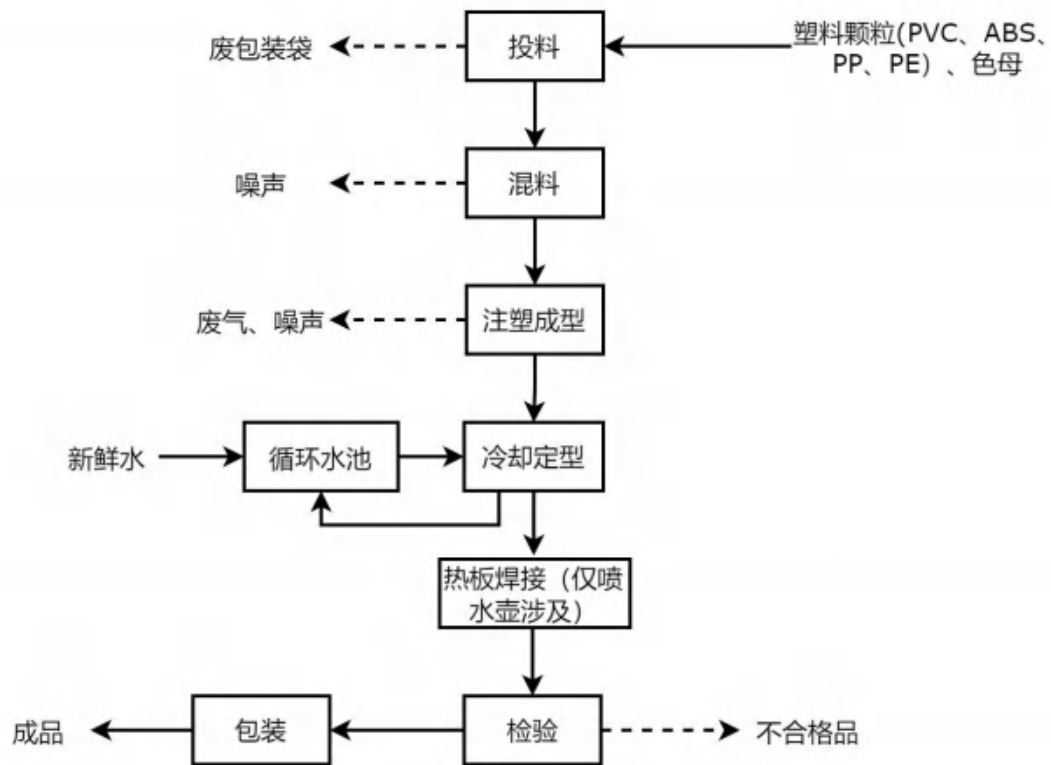 废包装袋
投料
塑料颗粒(PVC、ABS、
PP、PE）、色母
噪声
混料
废气、噪声
注塑成型
新鲜水
循环水池
冷却定型
热板焊接（仅喷
水壶涉及）
成品
包装
检验
不合格品